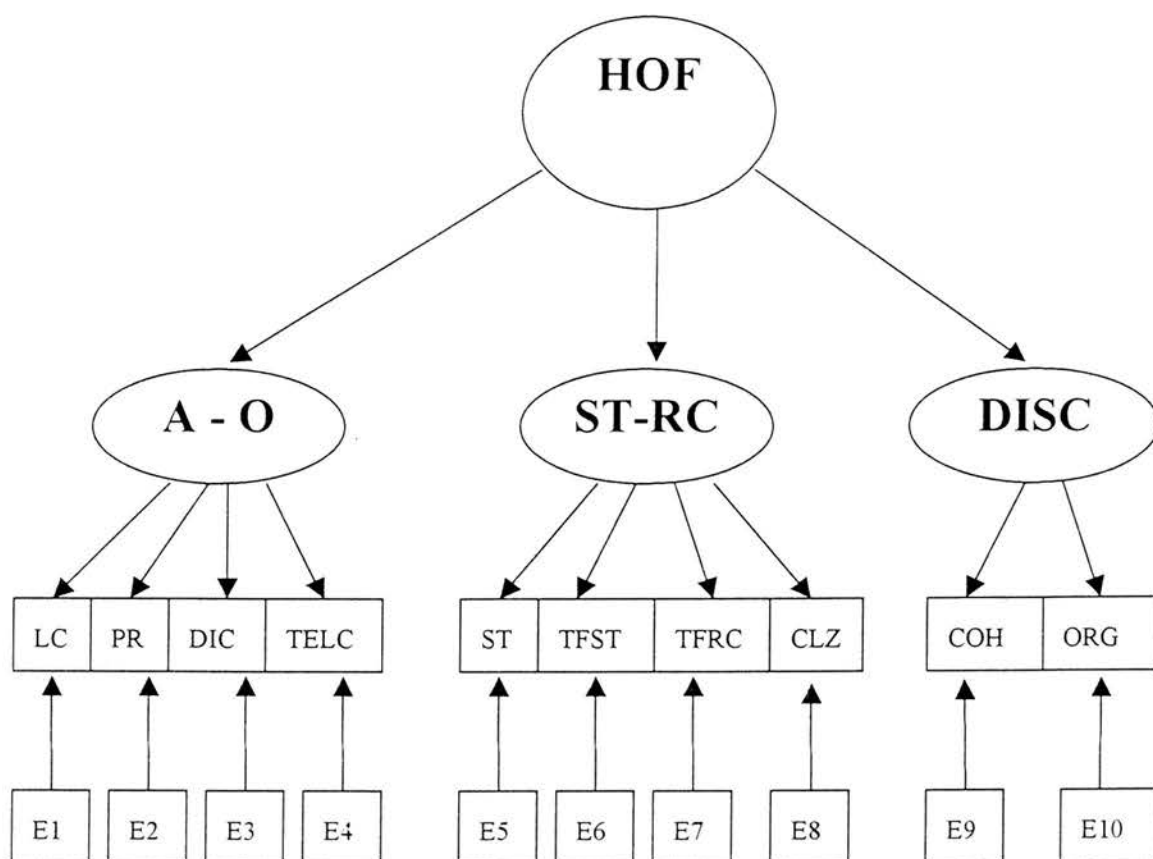 HOF
A - O ST-RC DISC
LC PR DIC TELC ST TFST TFRC CLZ COH ORG
E1 E2 E3 E4 E5 E6 E7 E8 E9 E10